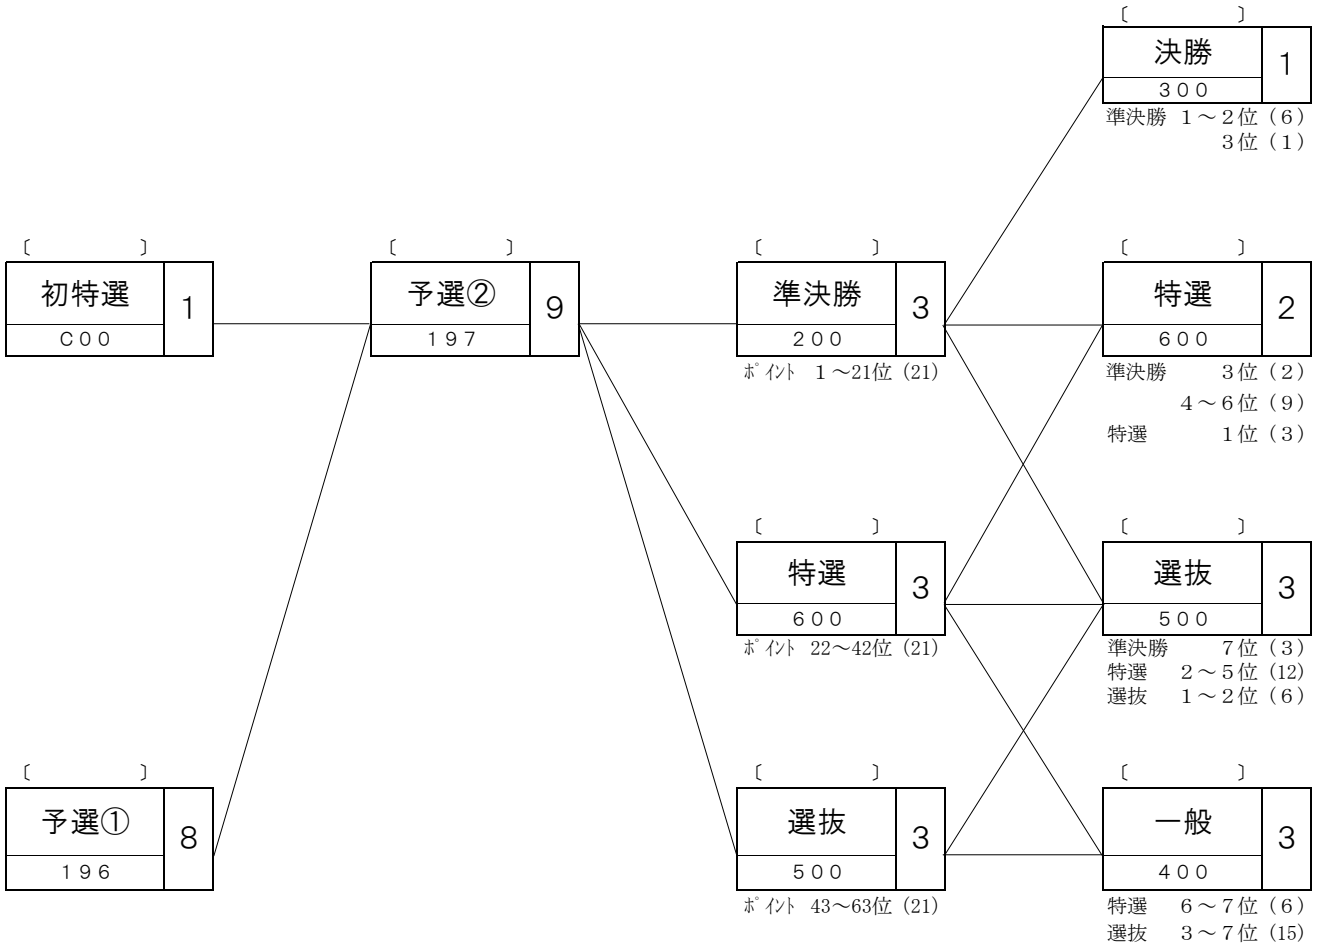 〔　　　〕
決勝
1
３００
準決勝 １～２位（６）
３位（１）
〔　　　〕
初特選
1
Ｃ００
〔　　　〕
予選②
9
１９７
〔　　　〕
準決勝
3
２００
ﾎﾟｲﾝﾄ １～21位（21）
〔　　　〕
特選
2
６００
準決勝 ３位（２）
４～６位（９）
特選 １位（３）
〔　　　〕
特選
3
６００
ﾎﾟｲﾝﾄ 22～42位（21）
〔　　　〕
選抜
3
５００
準決勝 ７位（３）
特選 ２～５位（12）
選抜 １～２位（６）
〔　　　〕
予選①
8
１９６
〔　　　〕
選抜
3
５００
ﾎﾟｲﾝﾄ 43～63位（21）
〔　　　〕
一般
3
４００
特選 ６～７位（６）
選抜 ３～７位（15）